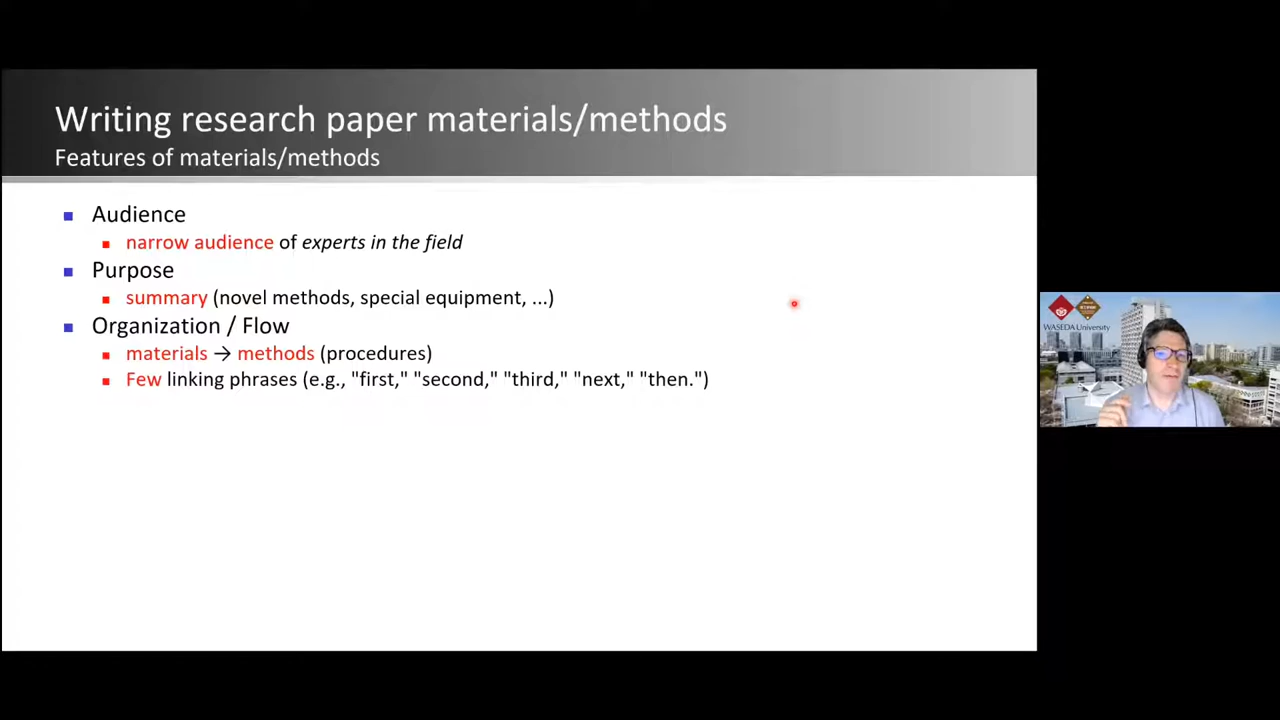 Writing research paper materials/methods
Features of materials/methods
Audience
narrow audience of experts in the field
Purpose
summary (novel methods, special equipment, ...)
Organization / Flow
materials → methods (procedures)
Few linking phrases (e.g., "first," "second," "third," "next," "then.")
WASEDA University